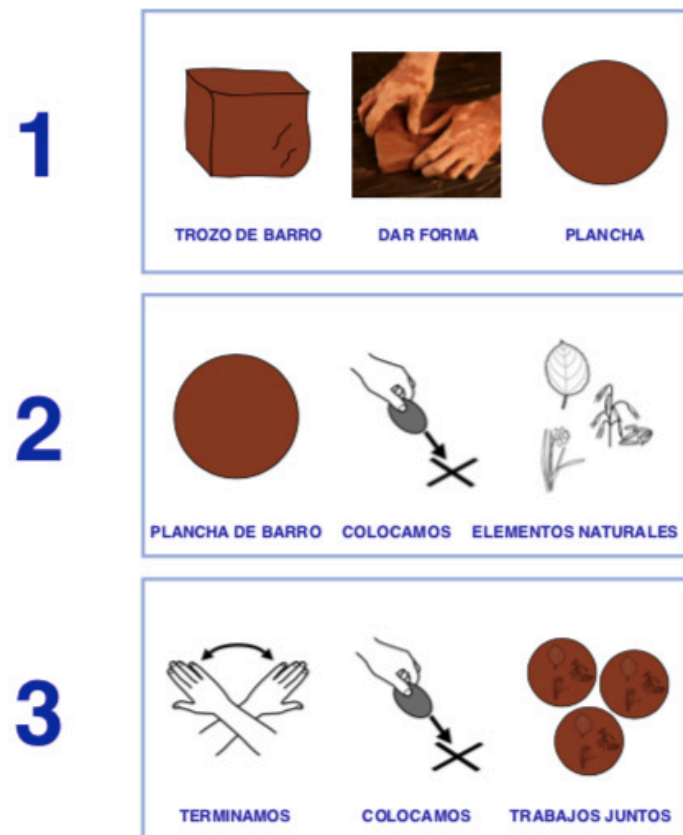 1
TROZO DE BARRO DAR FORMA PLANCHA
2
PLANCHA DE BARRO COLOCAMOS ELEMENTOS NATURALES
3
TERMINAMOS COLOCAMOS TRABAJOS JUNTOS